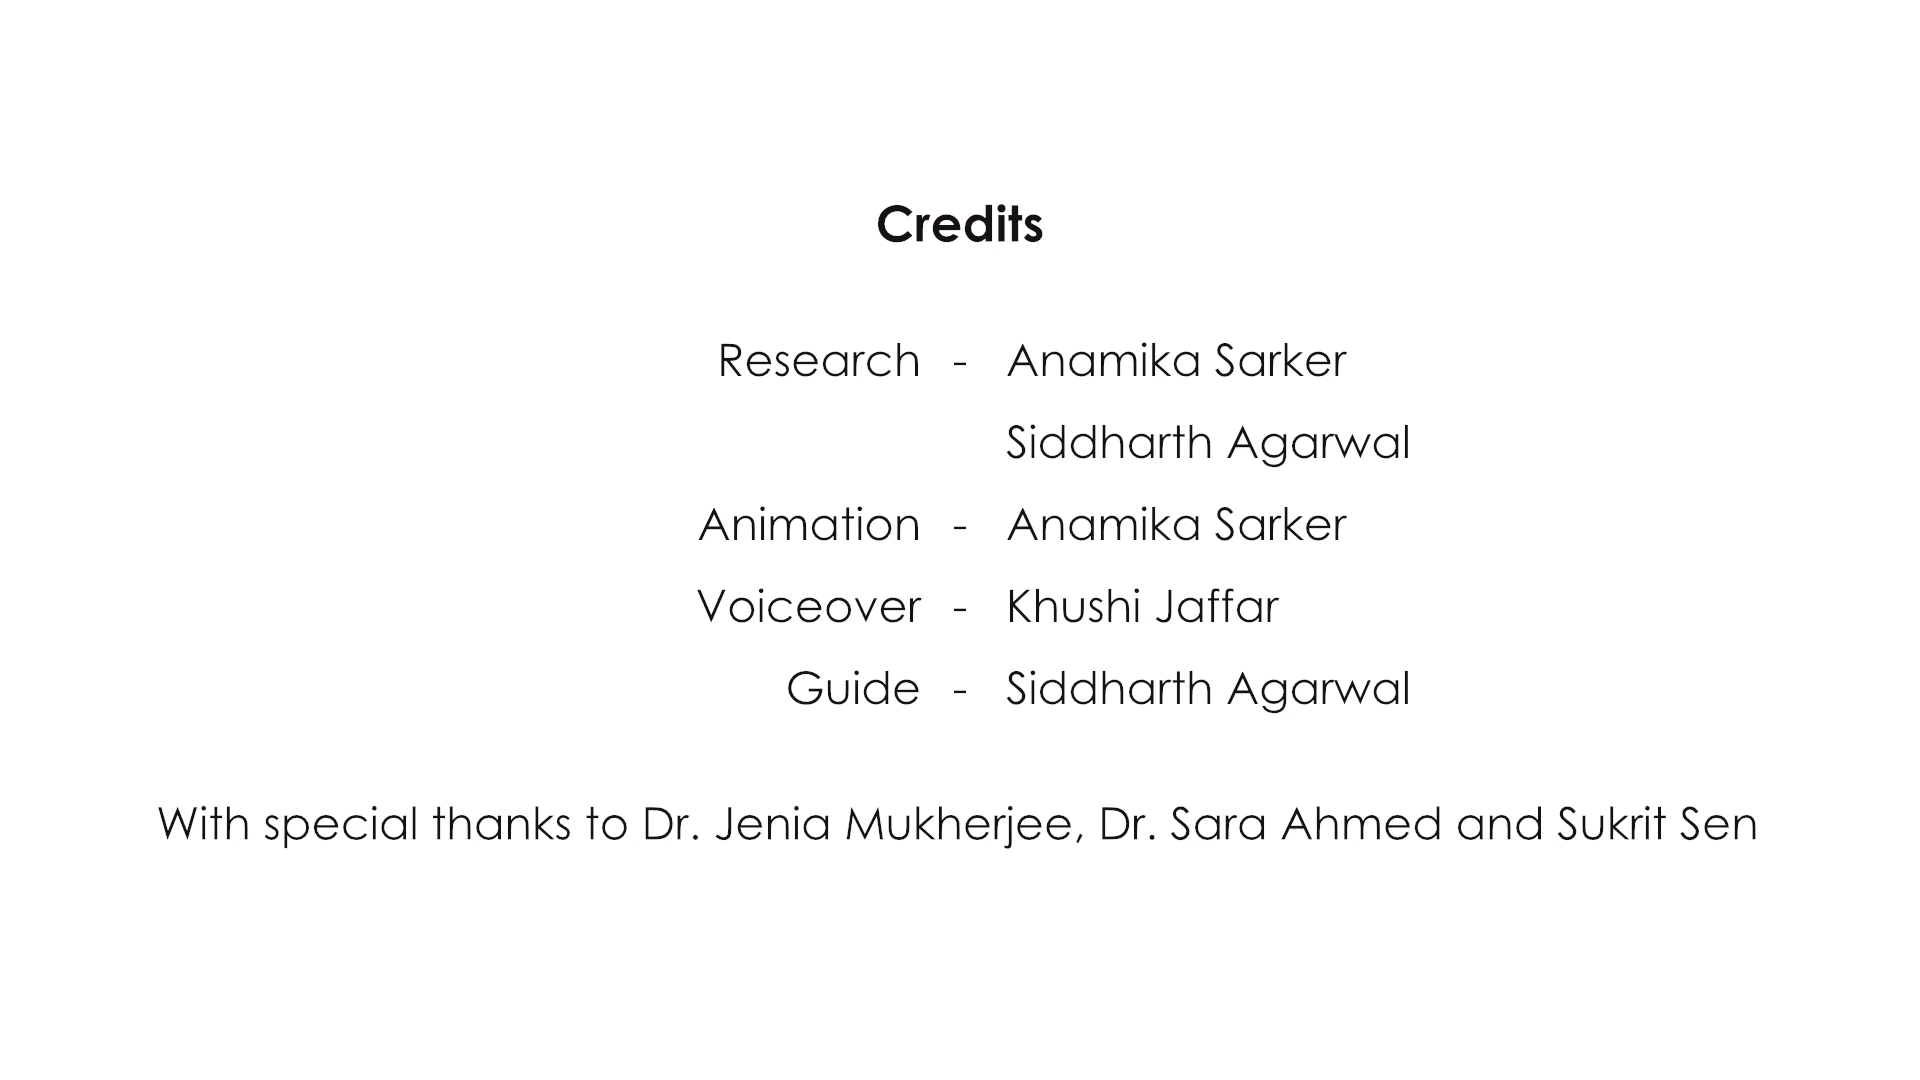 Credits
Research - Anamika Sarker
Siddharth Agarwal
Animation - Anamika Sarker
Voiceover - Khushi Jaffar
Guide - Siddharth Agarwal
With special thanks to Dr. Jenia Mukherjee, Dr. Sara Ahmed and Sukrit Sen